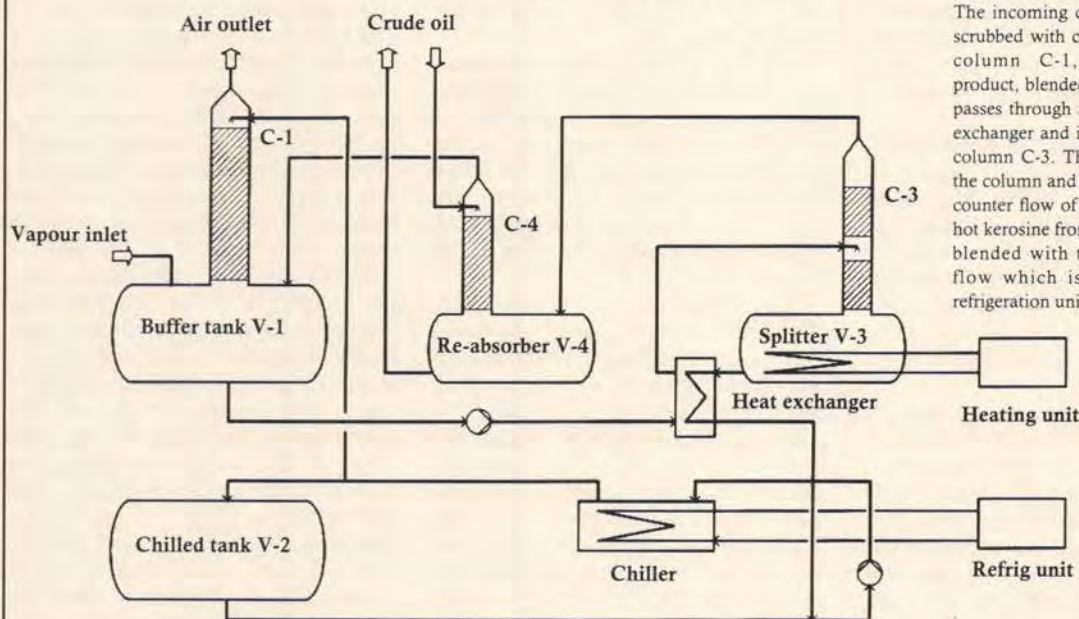 Air outlet
Crude oil
C-1
C-4
C-3
Vapour inlet
Buffer tank V-1
Re-absorber V-4
Splitter V-3
Heat exchanger
Heating unit
Chilled tank V-2
Chiller
Refrig unit
The incoming
scrubbed with
column C-1,
product, blended
passes through
exchanger and
column C-3.
the column and
counter flow of
hot kerosine from
blended with
flow which is
refrigeration